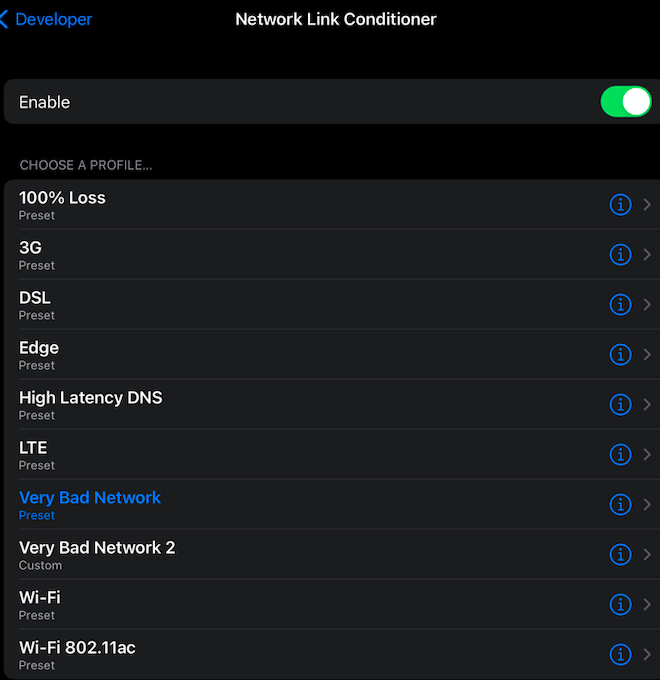 Developer
Network Link Conditioner
Enable
CHOOSE A PROFILE...
100% Loss
Preset
3G
Preset
DSL
Preset
Edge
Preset
High Latency DNS
Preset
LTE
Preset
Very Bad Network
Preset
Very Bad Network 2
Custom
Wi-Fi
Preset
Wi-Fi 802.11ac
Preset